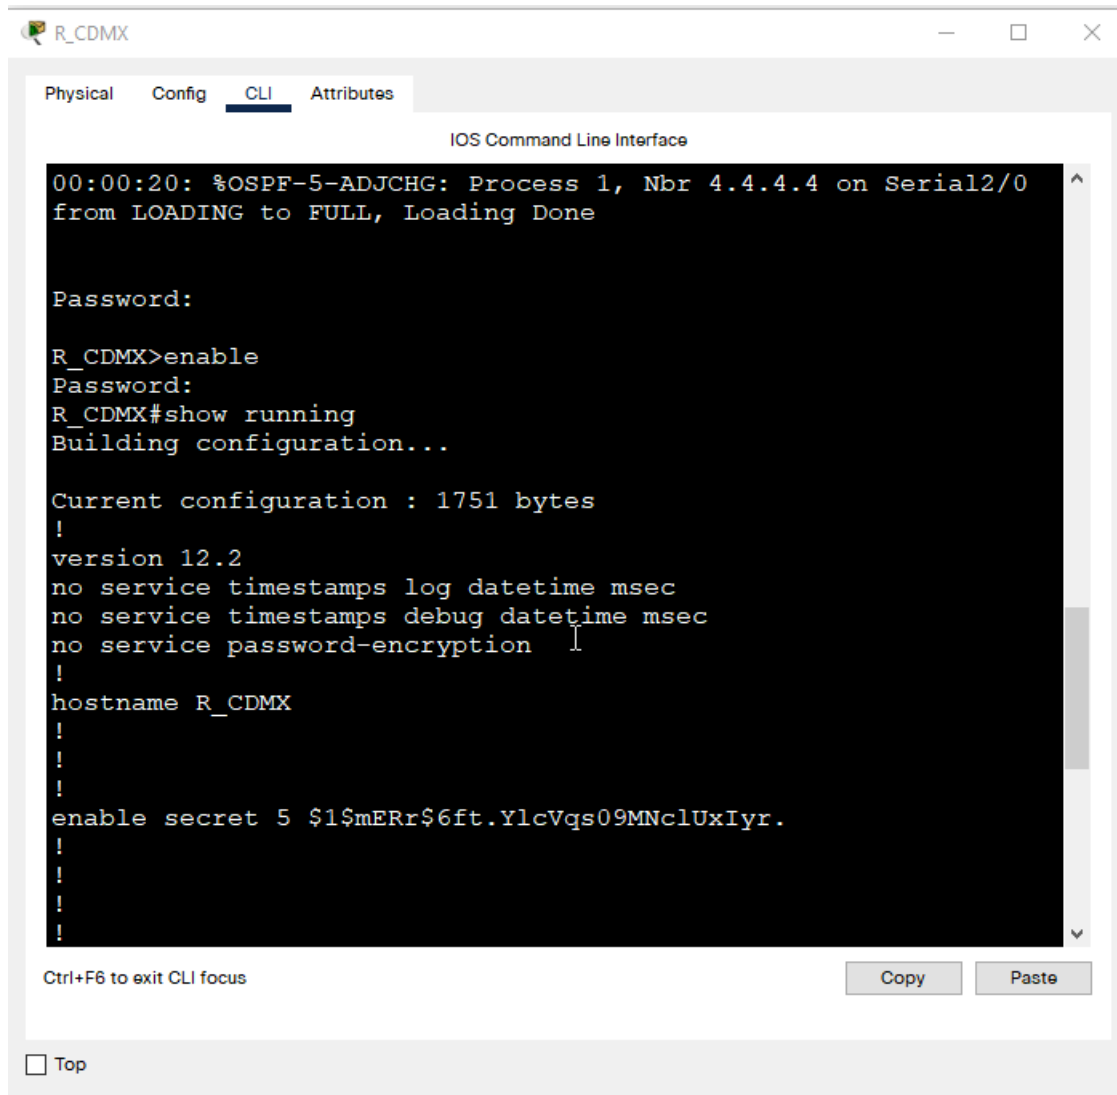 R_CDMX
Physical Config CLI Attributes
IOS Command Line Interface
00:00:20: %OSPF-5-ADJCHG: Process 1, Nbr 4.4.4.4 on Serial2/0
from LOADING to FULL, Loading Done
Password:
R_CDMX>enable
Password:
R_CDMX#show running
Building configuration...
Current configuration : 1751 bytes
!
version 12.2
no service timestamps log datetime msec
no service timestamps debug datetime msec
no service password-encryption
!
hostname R_CDMX
!
!
!
enable secret 5 $1$mERr$6ft.YlcVqs09MNclUxIyr.
!
!
!
!
Ctrl+F6 to exit CLI focus
Copy Paste
Top